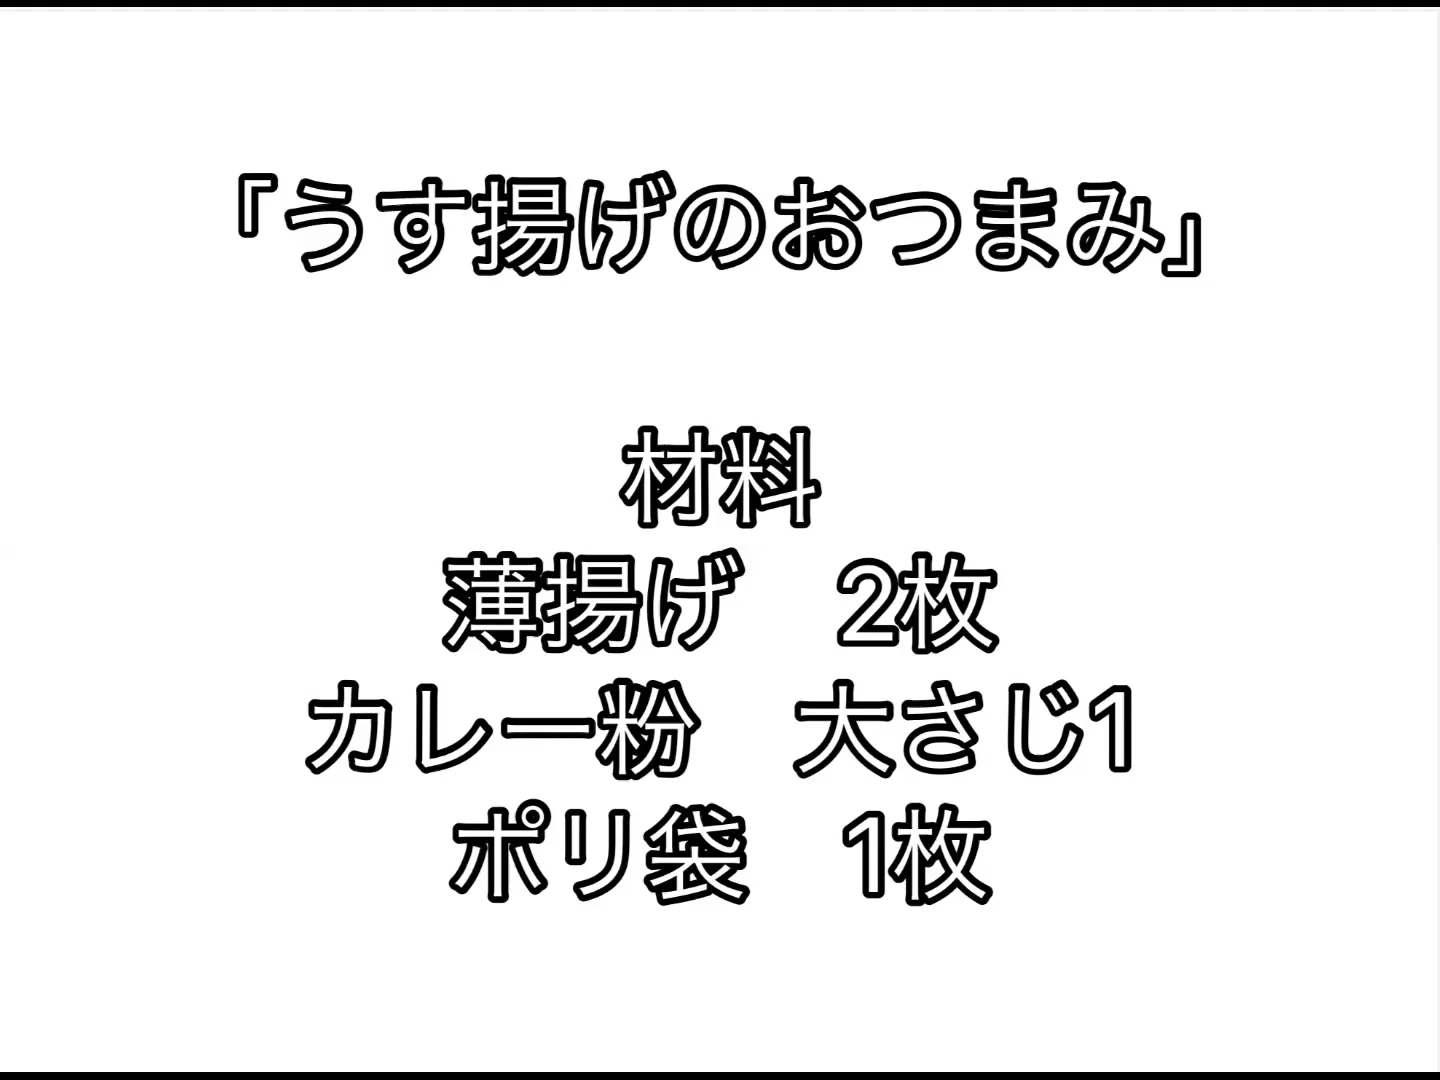 「うす揚げのおつまみ」
材料
薄揚げ　2枚
カレー粉　大さじ1
ポリ袋　1枚